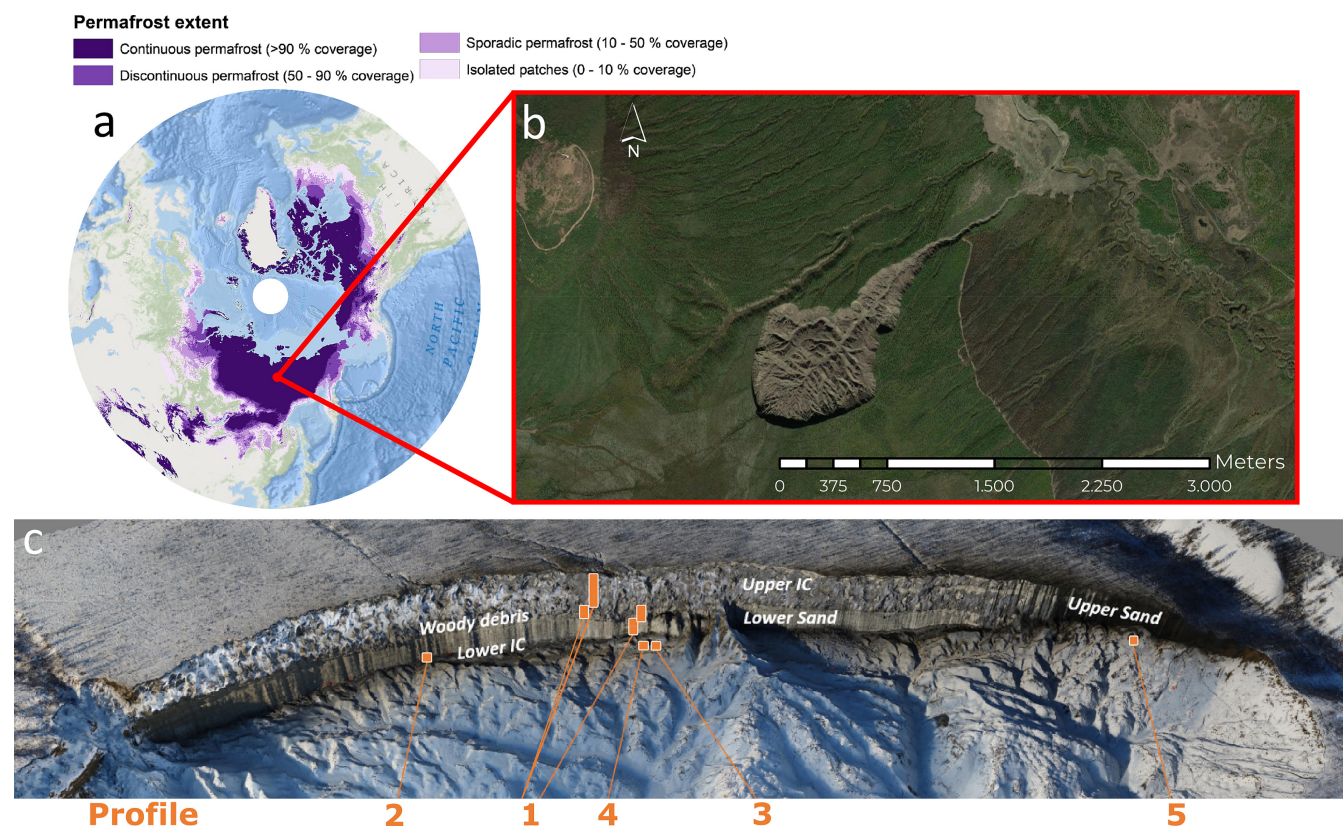 Permafrost extent
Continuous permafrost (>90 % coverage)
Discontinuous permafrost (50 - 90 % coverage)
Sporadic permafrost (10 - 50 % coverage)
Isolated patches (0 - 10 % coverage)
a
NORTH
PACIFIC
b
N
Meters
0 375 750 1.500 2.250 3.000
c
Upper IC
Woody debris
Lower Sand
Upper Sand
Lower IC
Profile 2 1 4 3 5